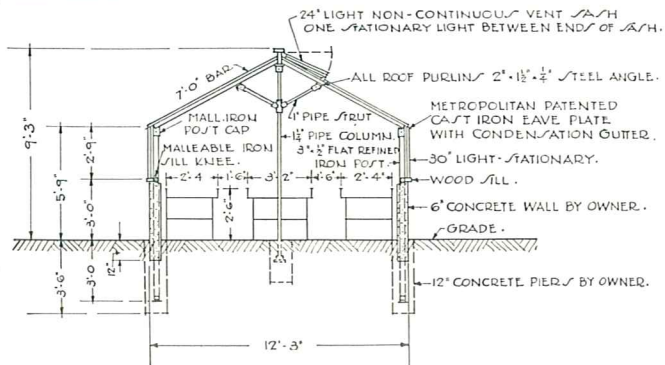 24" LIGHT NON-CONTINUOUS VENT SASH
ONE STATIONARY LIGHT BETWEEN ENDS OF SASH.
7'-0" BAR
ALL ROOF PURLINS 2" × 1½" × ¼" STEEL ANGLE.
MALL. IRON
POST CAP
1" PIPE STRUT
METROPOLITAN PATENTED
CAST IRON EAVE PLATE
WITH CONDENSATION GUTTER.
1¼" PIPE COLUMN.
3" × ½" FLAT REFINED
IRON POST.
MALLEABLE IRON
SILL KNEE.
30" LIGHT-STATIONARY.
WOOD SILL.
6" CONCRETE WALL BY OWNER.
GRADE.
12" CONCRETE PIERS BY OWNER.
9'-3"
5'-9"
2'-9"
3'-0"
2'-4
1'-6"
3'-2"
1'-6"
2'-4"
2'-6"
3'-6"
3'-0
12"
12'-3"